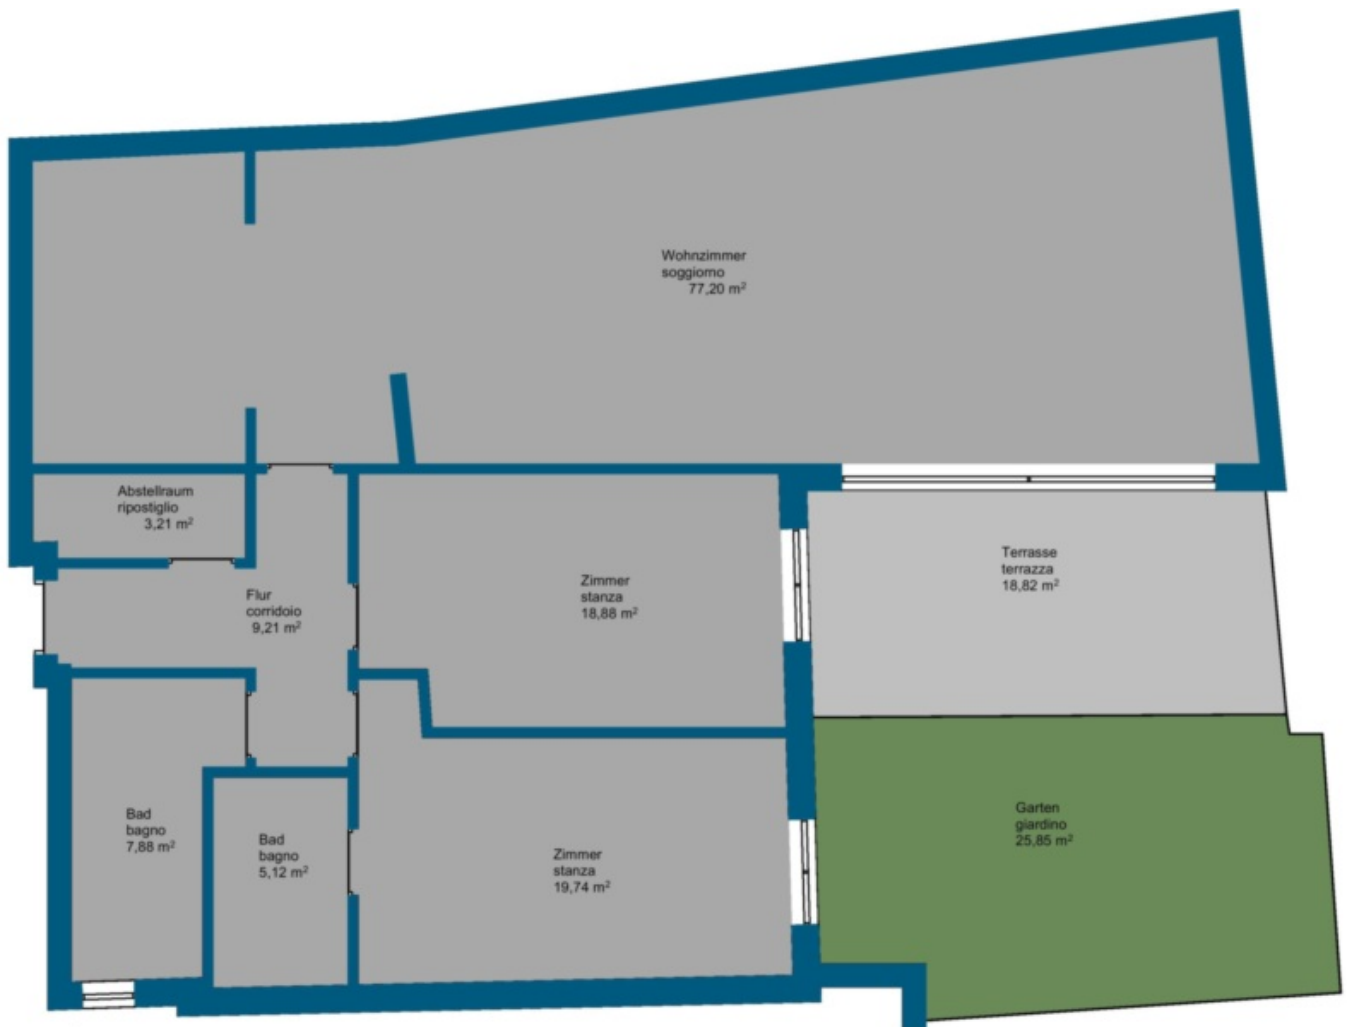 Wohnzimmer
soggiorno
77,20 m²
Abstellraum
ripostiglio
3,21 m²
Terrasse
terrazza
18,82 m²
Zimmer
stanza
18,88 m²
Flur
corridoio
9,21 m²
Garten
giardino
25,85 m²
Bad
bagno
7,88 m²
Bad
bagno
5,12 m²
Zimmer
stanza
19,74 m²